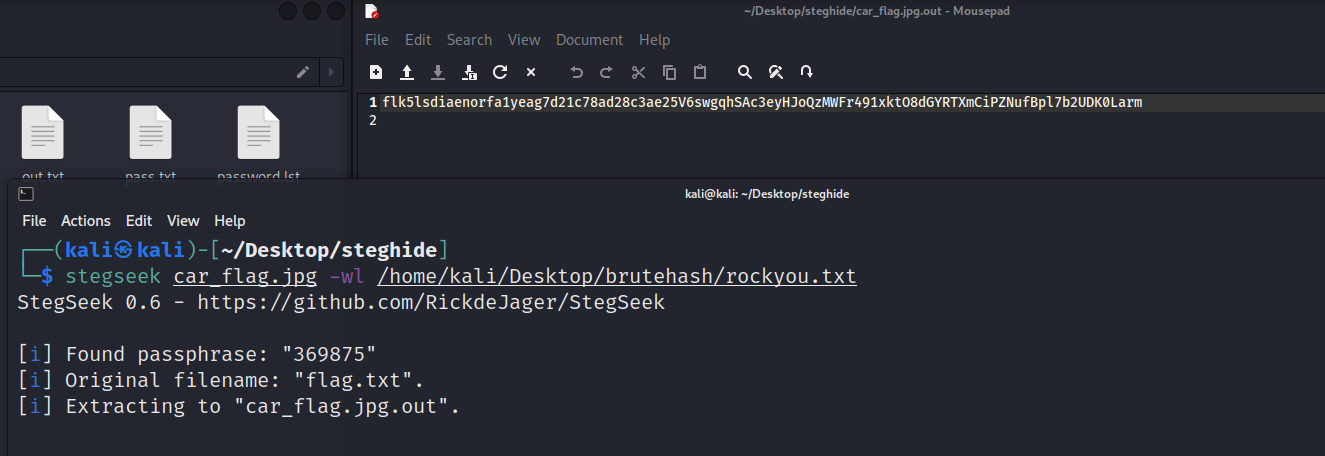 ~/Desktop/steghide/car_flag.jpg.out - Mousepad
File Edit Search View Document Help
1 flk5lsdiaenorfa1yeag7d21c78ad28c3ae25V6swgqhSAc3eyHJoQzMWFr491xktO8dGYRTXmCiPZNufBpl7b2UDK0Larm
2
out.txt pass.txt password.lst
kali@kali: ~/Desktop/steghide
File Actions Edit View Help
┌──(kali㉿kali)-[~/Desktop/steghide]
└─$ stegseek car_flag.jpg -wl /home/kali/Desktop/brutehash/rockyou.txt
StegSeek 0.6 - https://github.com/RickdeJager/StegSeek
[i] Found passphrase: "369875"
[i] Original filename: "flag.txt".
[i] Extracting to "car_flag.jpg.out".